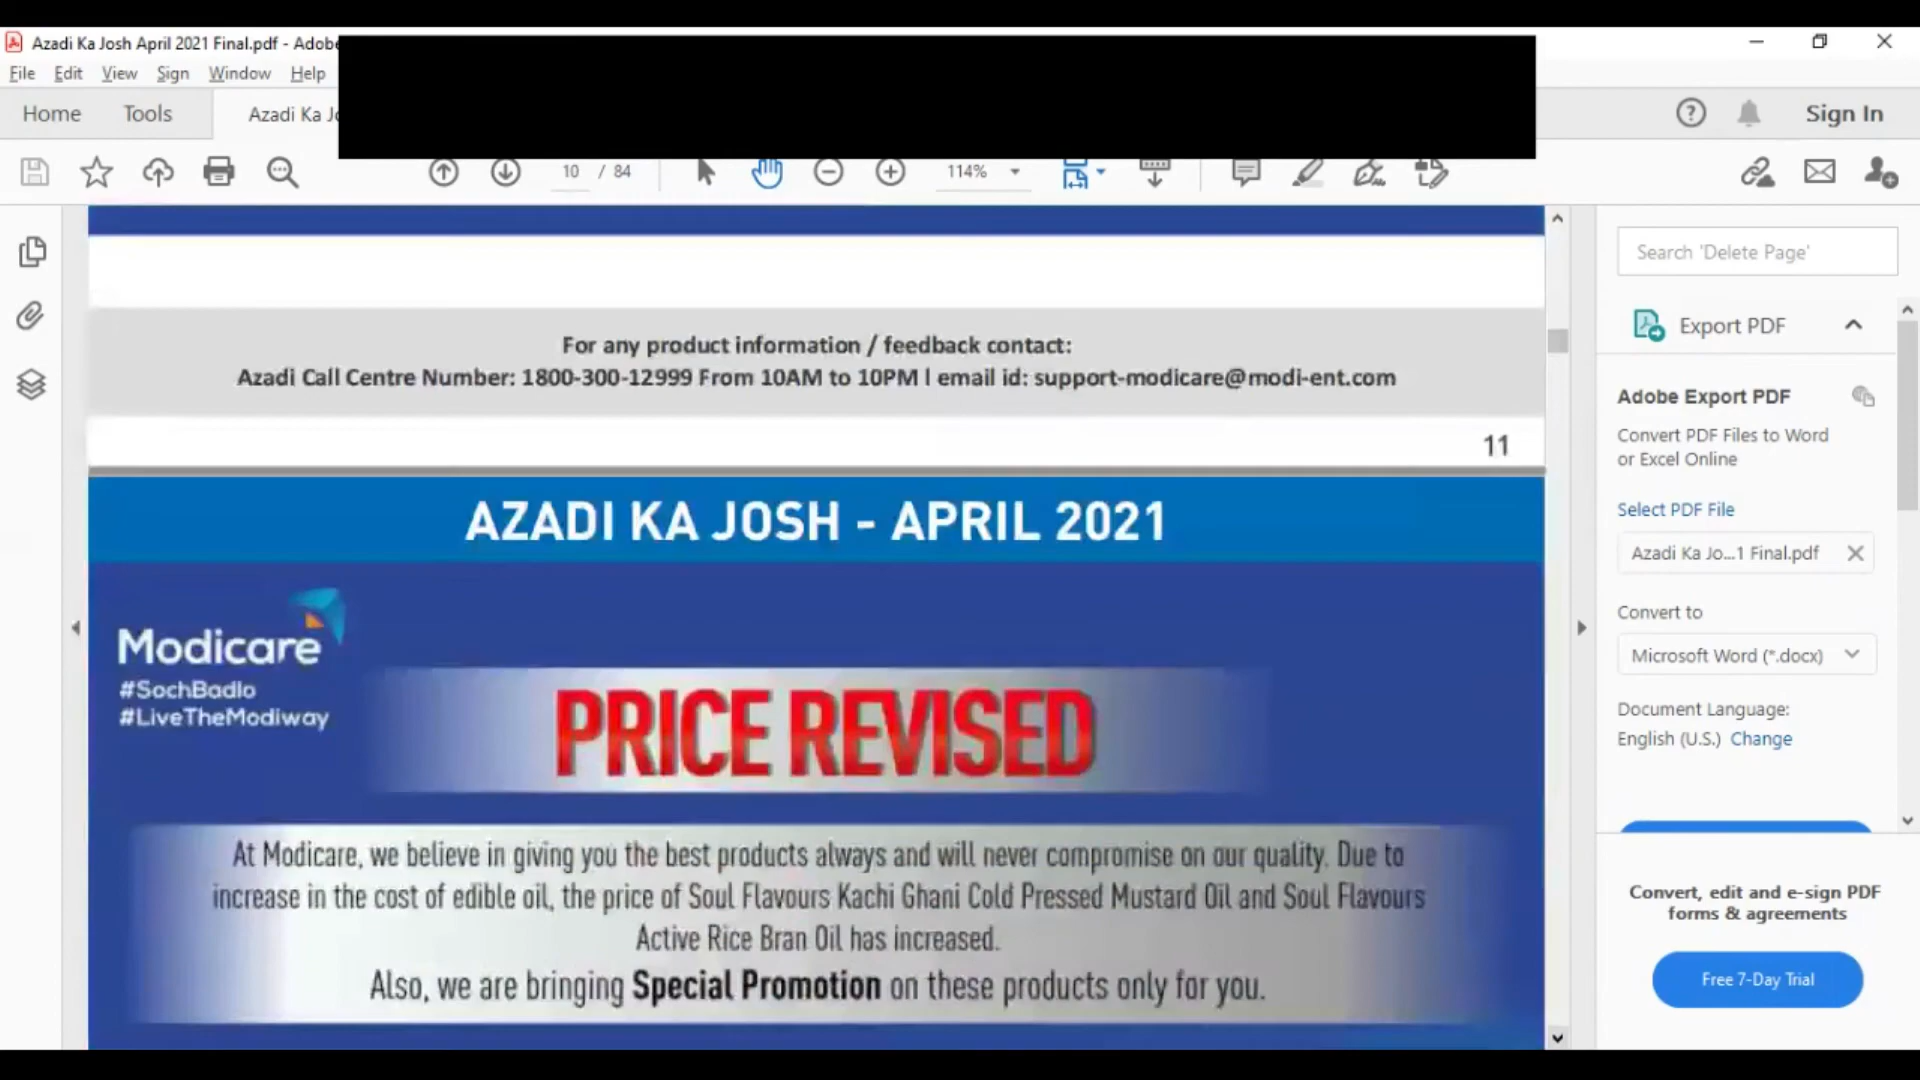 Azadi Ka Josh April 2021 Final.pdf - Adobe
File Edit View Sign Window Help
Home Tools Azadi Ka Jo
Sign In
10 / 84
114%
Search 'Delete Page'
Export PDF
Adobe Export PDF
Convert PDF Files to Word
or Excel Online
Select PDF File
Azadi Ka Jo...1 Final.pdf
Convert to
Microsoft Word (*.docx)
Document Language:
English (U.S.) Change
Convert, edit and e-sign PDF
forms & agreements
Free 7-Day Trial
For any product information / feedback contact:
Azadi Call Centre Number: 1800-300-12999 From 10AM to 10PM l email id: support-modicare@modi-ent.com
11
AZADI KA JOSH - APRIL 2021
Modicare
#SochBadlo
#LiveTheModiway
PRICE REVISED
At Modicare, we believe in giving you the best products always and will never compromise on our quality. Due to
increase in the cost of edible oil, the price of Soul Flavours Kachi Ghani Cold Pressed Mustard Oil and Soul Flavours
Active Rice Bran Oil has increased.
Also, we are bringing Special Promotion on these products only for you.